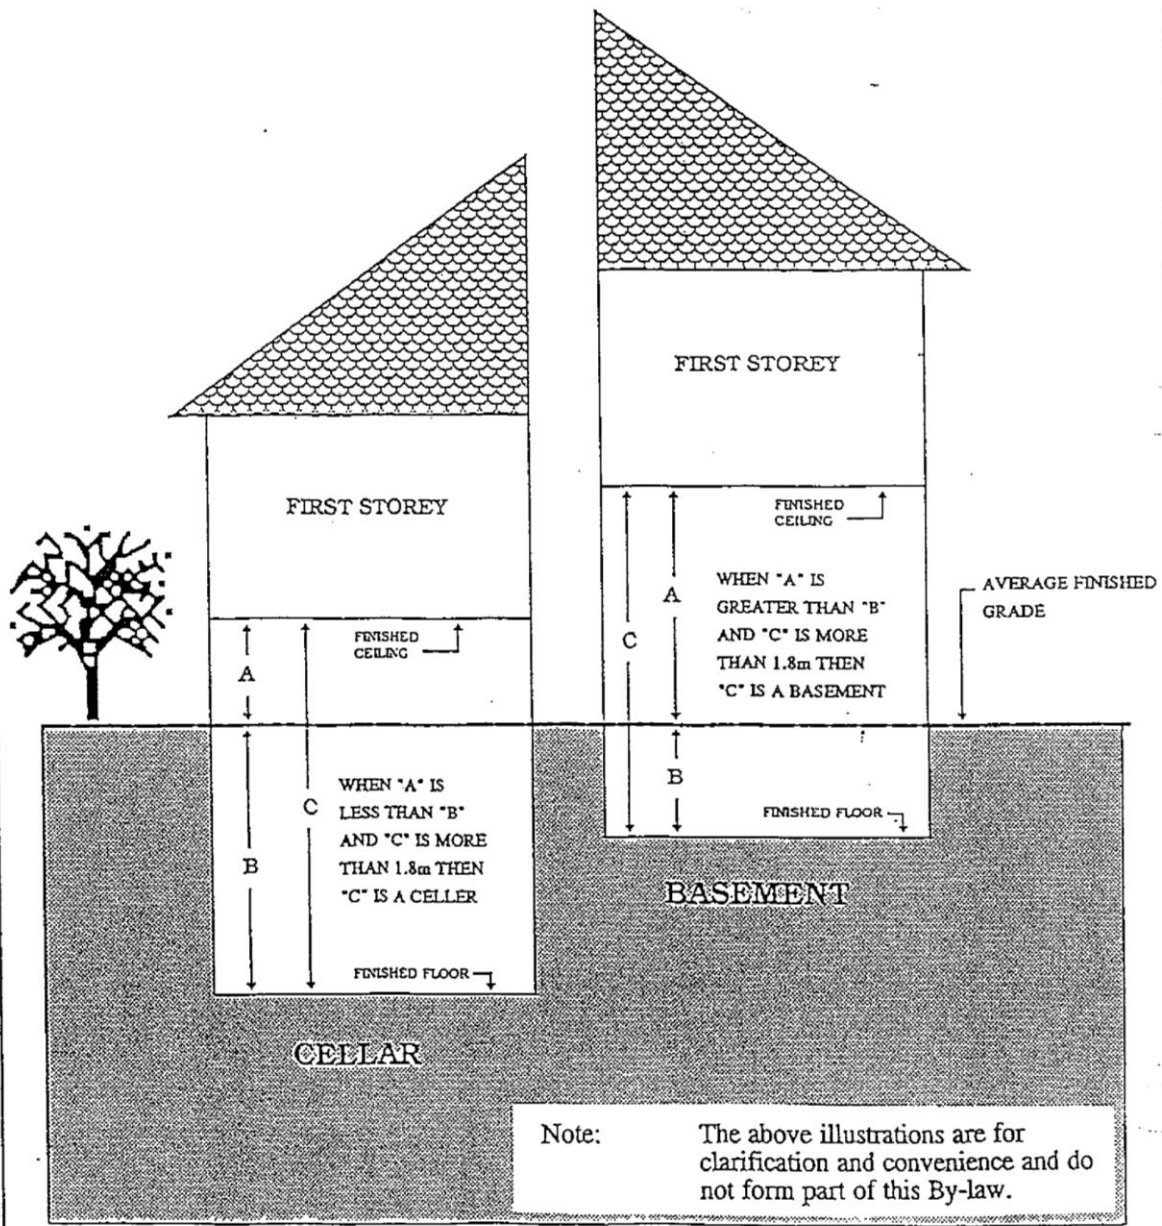 FIRST STOREY
FINISHED
CEILING
A
B
C
WHEN "A" IS
LESS THAN "B"
AND "C" IS MORE
THAN 1.8m THEN
"C" IS A CELLER
FINISHED FLOOR
CELLAR
FIRST STOREY
FINISHED
CEILING
A
B
C
WHEN "A" IS
GREATER THAN "B"
AND "C" IS MORE
THAN 1.8m THEN
"C" IS A BASEMENT
FINISHED FLOOR
BASEMENT
AVERAGE FINISHED
GRADE
Note: The above illustrations are for
clarification and convenience and do
not form part of this By-law.